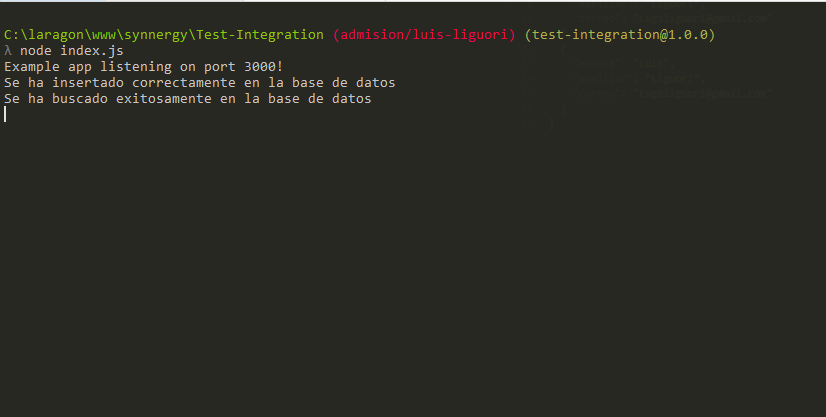 C:\laragon\www\synnergy\Test-Integration (admision/luis-liguori) (test-integration@1.0.0)
λ node index.js
Example app listening on port 3000!
Se ha insertado correctamente en la base de datos
Se ha buscado exitosamente en la base de datos